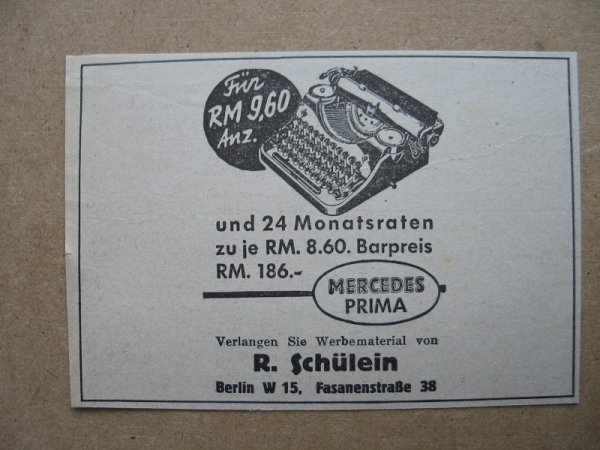 Für
RM 9,60
Anz.
und 24 Monatsraten
zu je RM. 8.60. Barpreis
RM. 186.-
MERCEDES
PRIMA
Verlangen Sie Werbematerial von
R. Schülein
Berlin W 15, Fasanenstraße 38